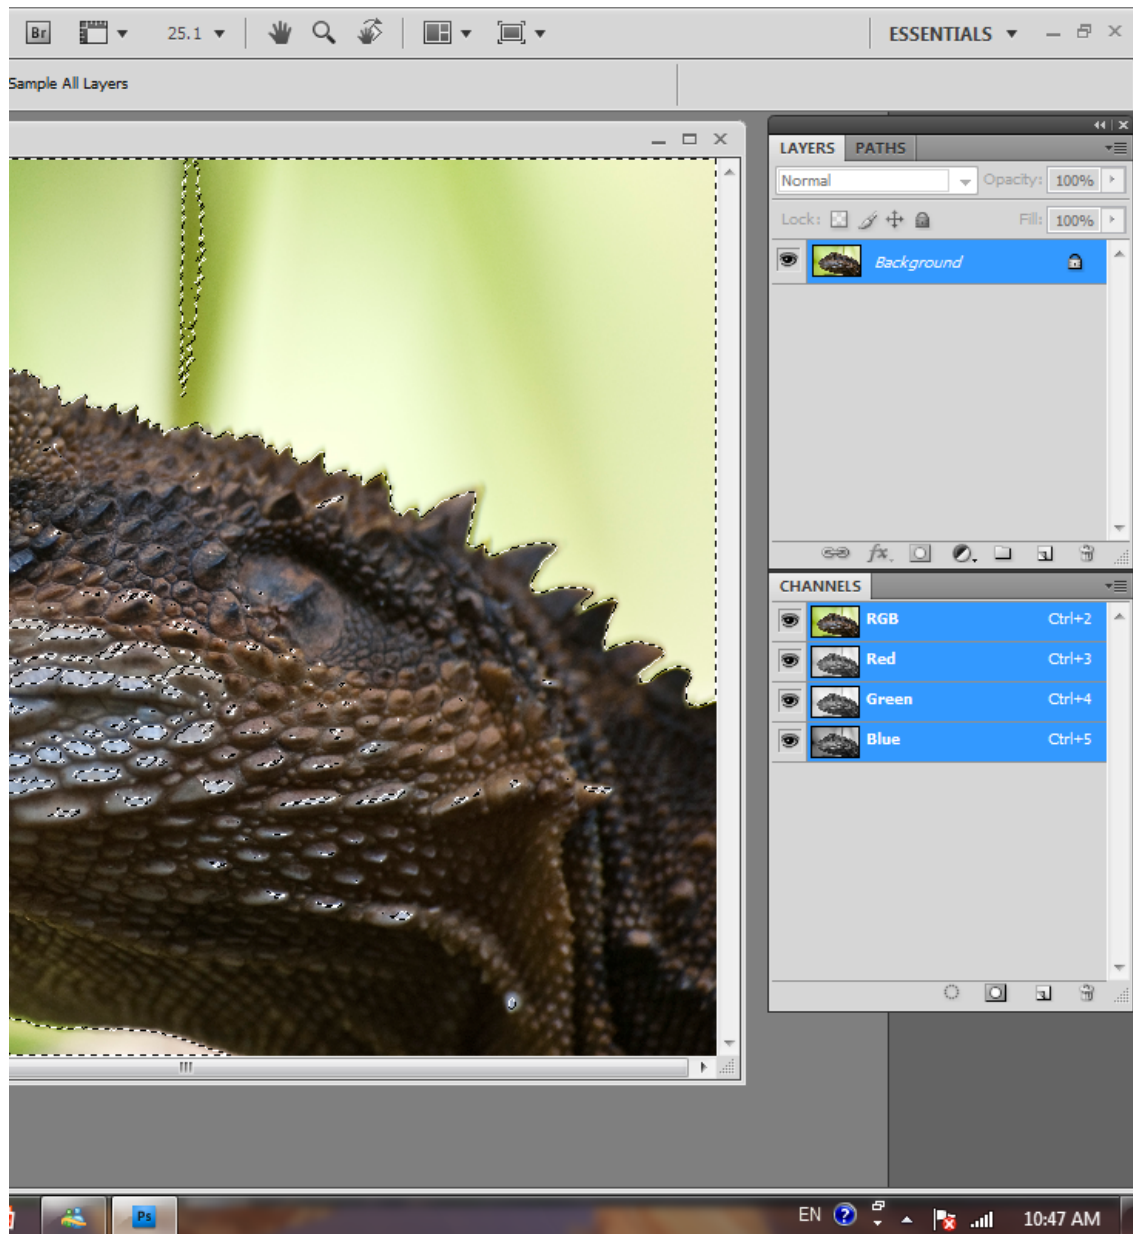 Br 25.1 ESSENTIALS
Sample All Layers
LAYERS PATHS
Normal Opacity: 100%
Lock: Fill: 100%
Background
fx.
CHANNELS
RGB Ctrl+2
Red Ctrl+3
Green Ctrl+4
Blue Ctrl+5
Ps EN ? 10:47 AM